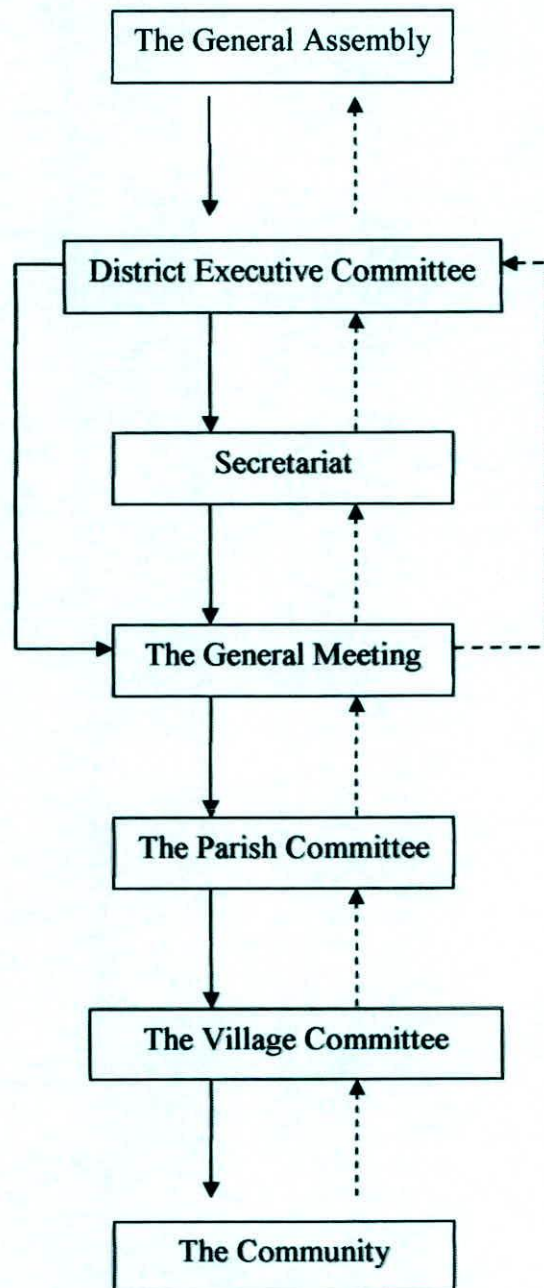 The General Assembly
District Executive Committee
Secretariat
The General Meeting
The Parish Committee
The Village Committee
The Community